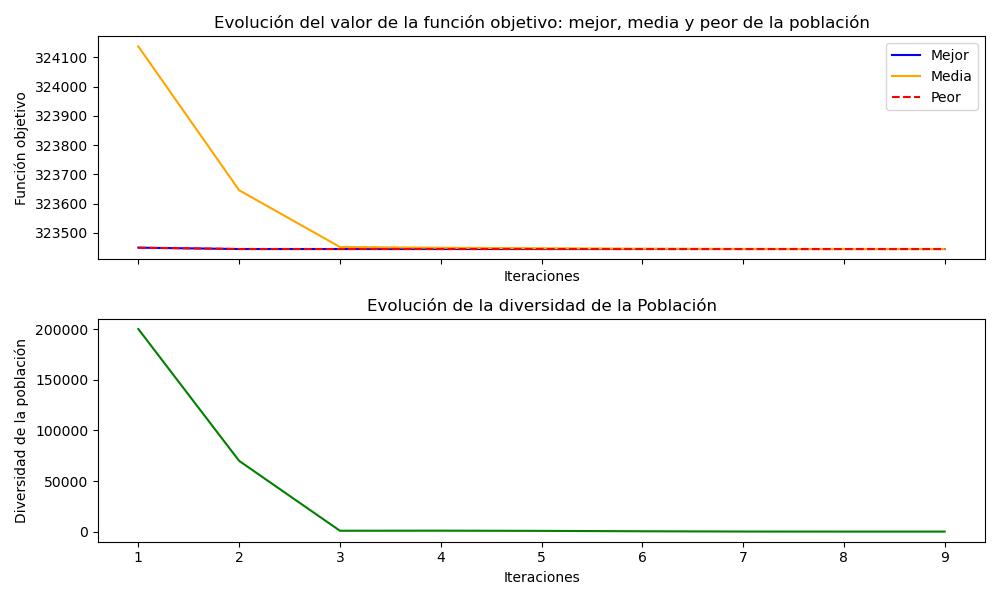 Evolución del valor de la función objetivo: mejor, media y peor de la población
Función objetivo
324100
324000
323900
323800
323700
323600
323500
Mejor
Media
Peor
Iteraciones
Evolución de la diversidad de la Población
Diversidad de la población
200000
150000
100000
50000
0
1 2 3 4 5 6 7 8 9
Iteraciones